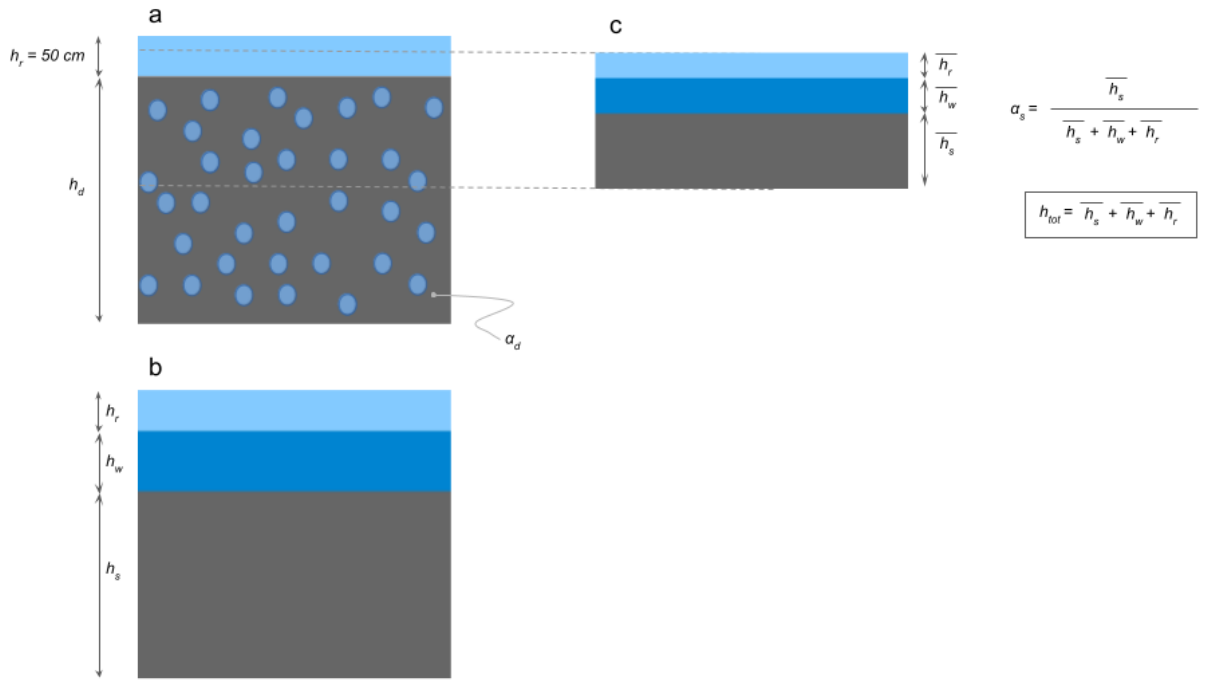 a
h_r = 50 cm
h_d
α_d
b
h_r
h_w
h_s
c
h̅_r̅
h̅_w̅
h̅_s̅
α_s = h̅_s̅ / h̅_s̅ + h̅_w̅ + h̅_r̅
h_tot = h̅_s̅ + h̅_w̅ + h̅_r̅